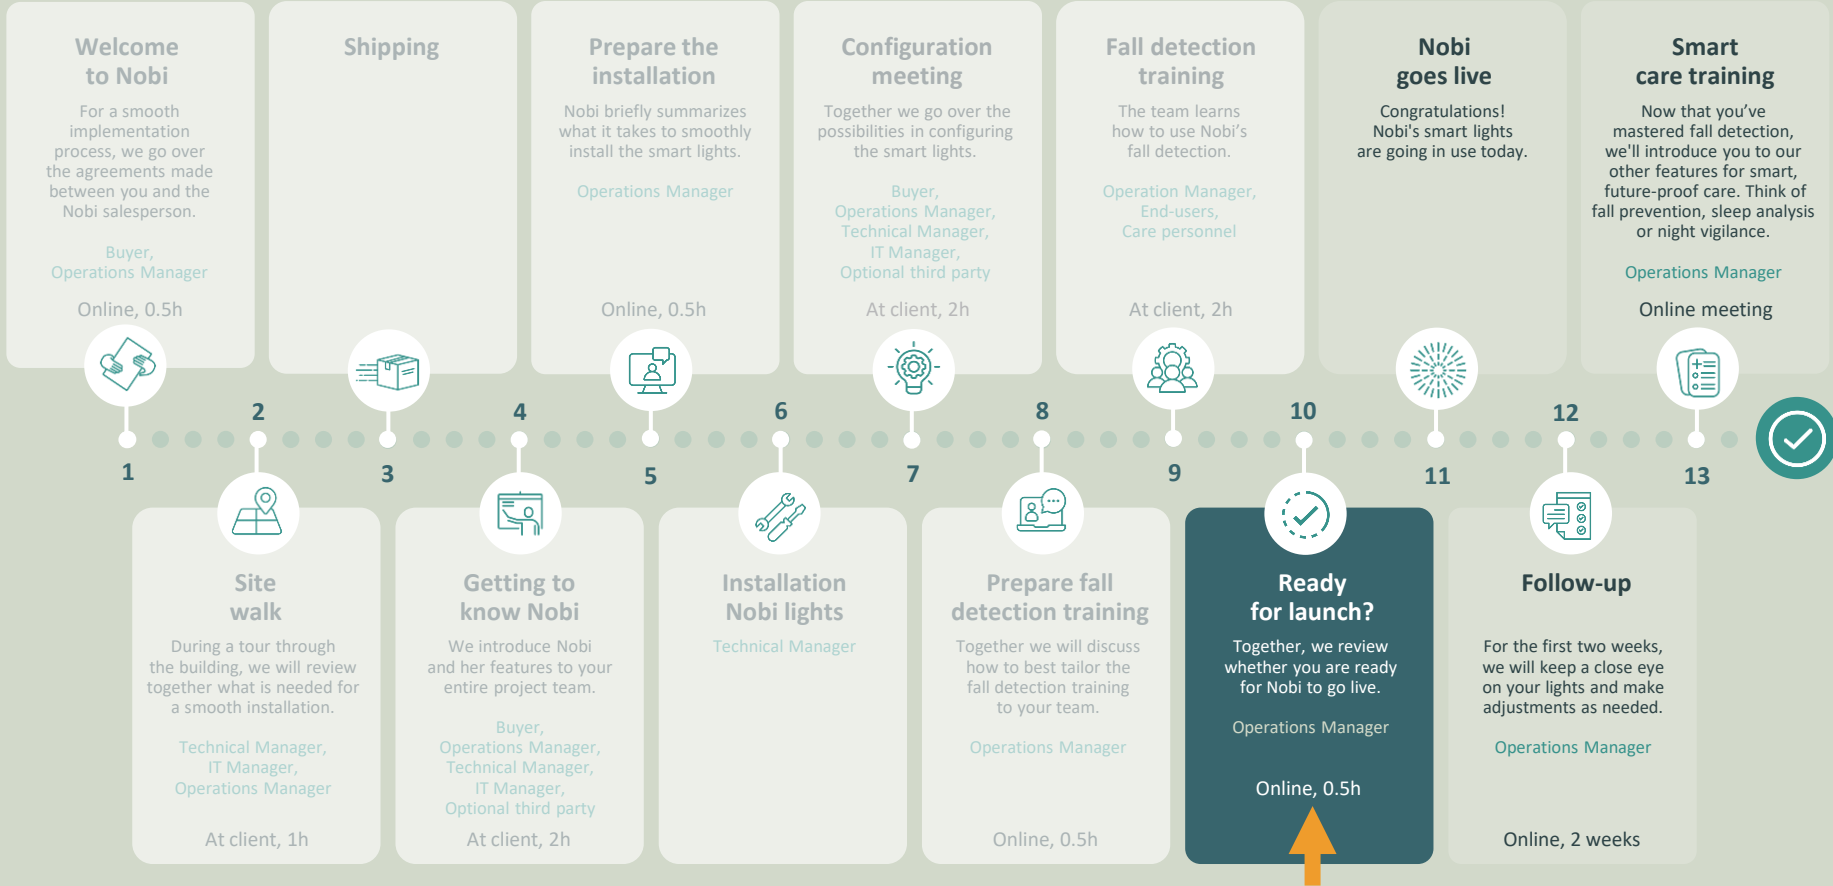 Welcome
to Nobi
For a smooth
implementation
process, we go over
the agreements made
between you and the
Nobi salesperson.
Buyer,
Operations Manager
Online, 0.5h
Shipping
Prepare the
installation
Nobi briefly summarizes
what it takes to smoothly
install the smart lights.
Operations Manager
Online, 0.5h
Configuration
meeting
Together we go over the
possibilities in configuring
the smart lights.
Buyer,
Operations Manager,
Technical Manager,
IT Manager,
Optional third party
At client, 2h
Fall detection
training
The team learns
how to use Nobi’s
fall detection.
Operation Manager,
End-users,
Care personnel
At client, 2h
Nobi
goes live
Congratulations!
Nobi's smart lights
are going in use today.
Smart
care training
Now that you’ve
mastered fall detection,
we'll introduce you to our
other features for smart,
future-proof care. Think of
fall prevention, sleep analysis
or night vigilance.
Operations Manager
Online meeting
1
2
3
4
5
6
7
8
9
10
11
12
13
Site
walk
During a tour through
the building, we will review
together what is needed for
a smooth installation.
Technical Manager,
IT Manager,
Operations Manager
At client, 1h
Getting to
know Nobi
We introduce Nobi
and her features to your
entire project team.
Buyer,
Operations Manager,
Technical Manager,
IT Manager,
Optional third party
At client, 2h
Installation
Nobi lights
Technical Manager
Prepare fall
detection training
Together we will discuss
how to best tailor the
fall detection training
to your team.
Operations Manager
Online, 0.5h
Ready
for launch?
Together, we review
whether you are ready
for Nobi to go live.
Operations Manager
Online, 0.5h
Follow-up
For the first two weeks,
we will keep a close eye
on your lights and make
adjustments as needed.
Operations Manager
Online, 2 weeks